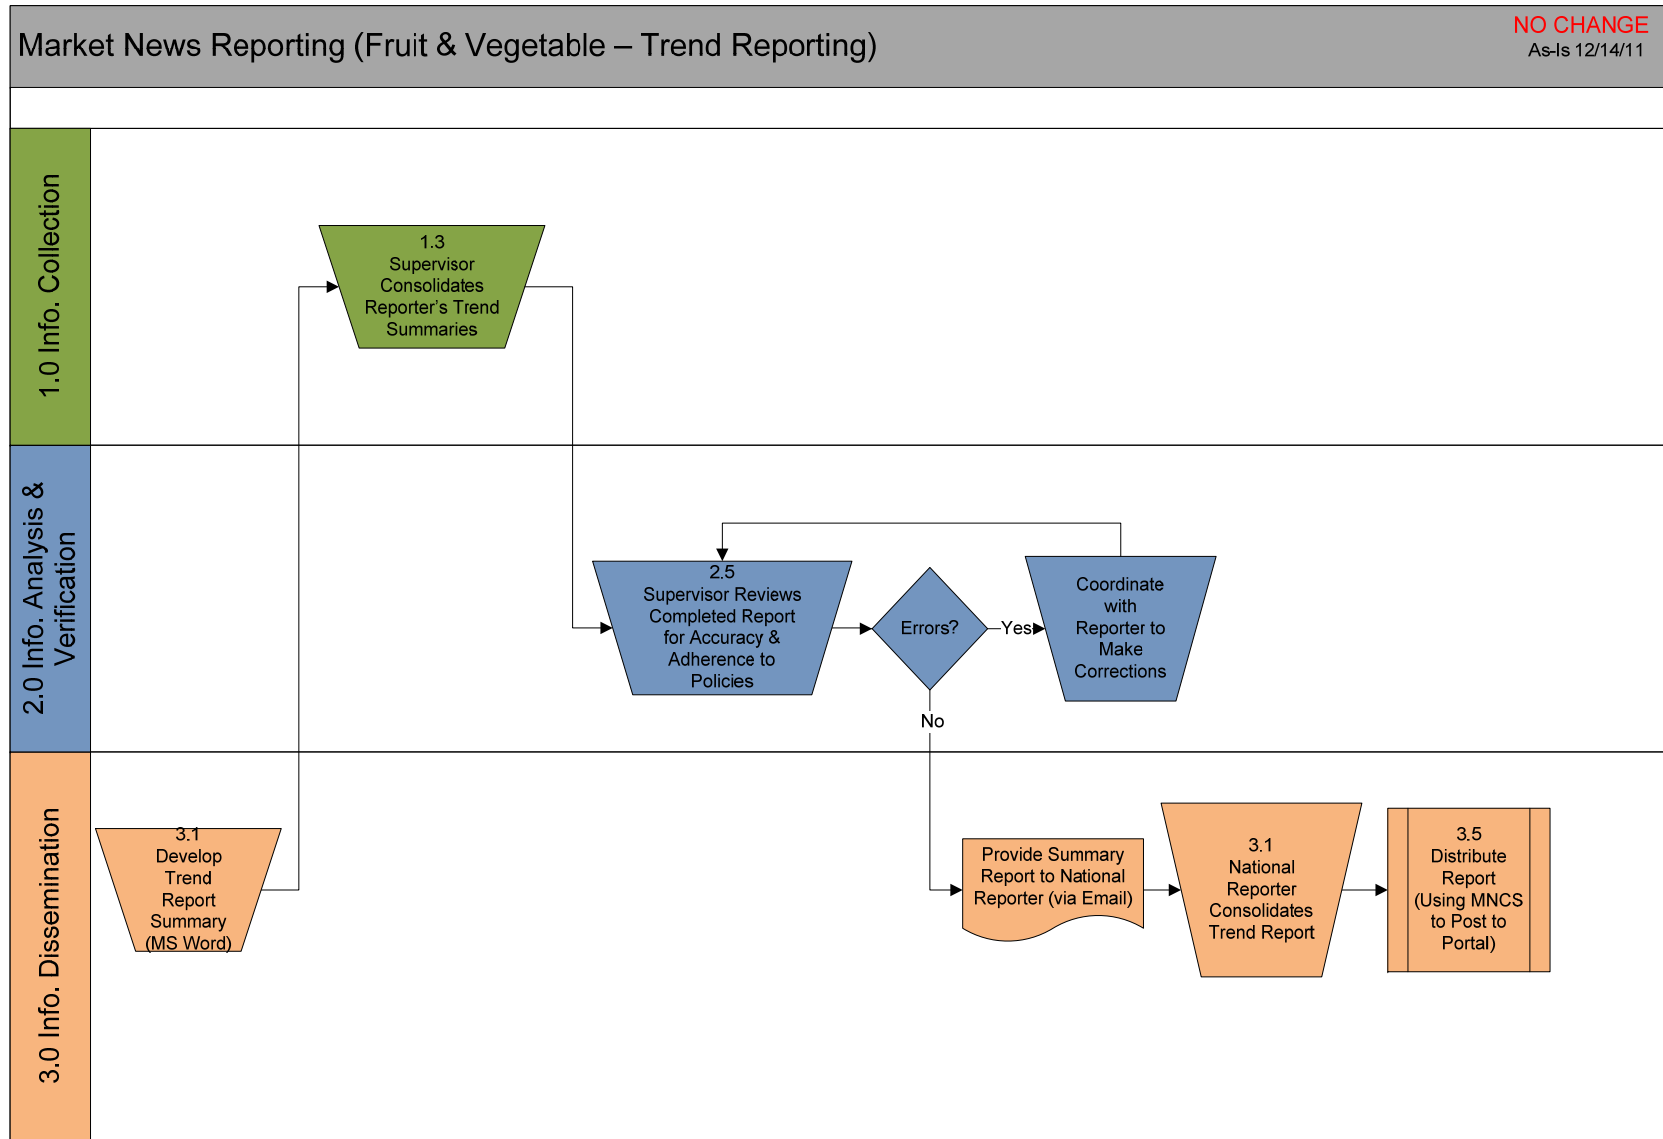 Market News Reporting (Fruit & Vegetable – Trend Reporting)
NO CHANGE
As-Is 12/14/11
1.0 Info. Collection
1.3
Supervisor
Consolidates
Reporter’s Trend
Summaries
2.0 Info. Analysis &
Verification
2.5
Supervisor Reviews
Completed Report
for Accuracy &
Adherence to
Policies
Errors?
Yes
Coordinate
with
Reporter to
Make
Corrections
No
3.0 Info. Dissemination
3.1
Develop
Trend
Report
Summary
(MS Word)
Provide Summary
Report to National
Reporter (via Email)
3.1
National
Reporter
Consolidates
Trend Report
3.5
Distribute
Report
(Using MNCS
to Post to
Portal)